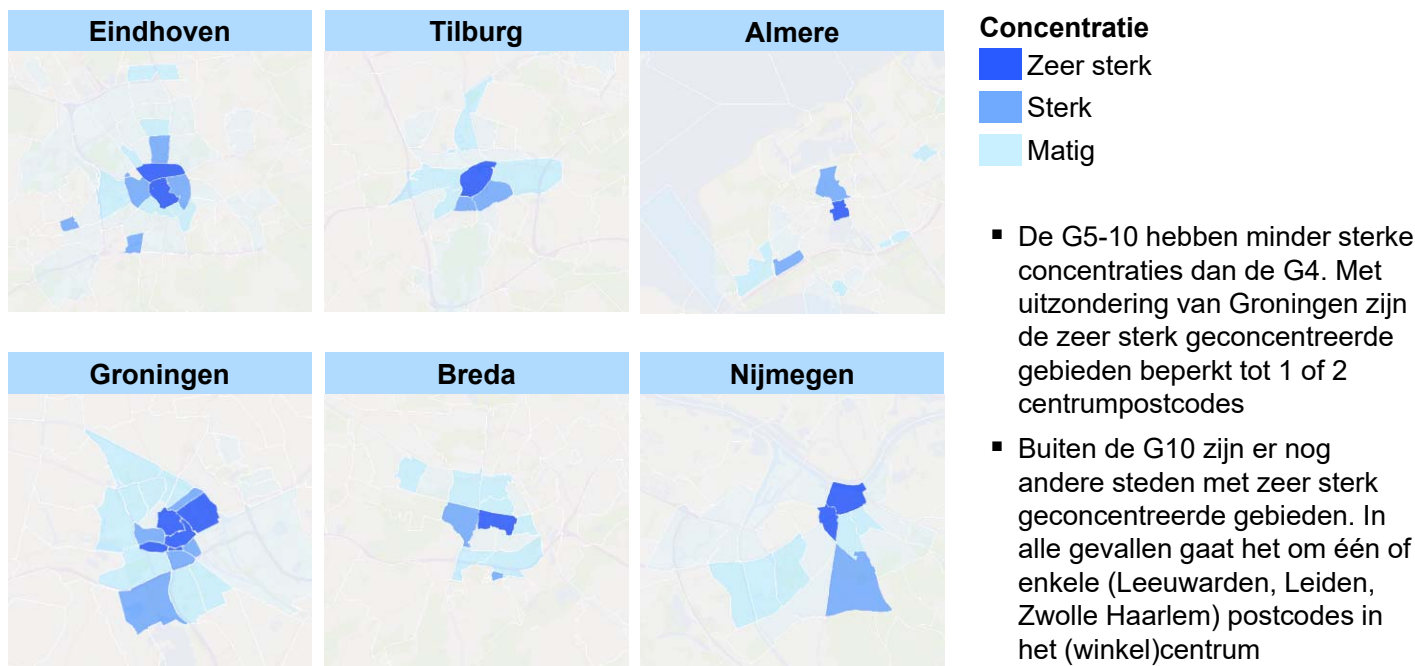 Eindhoven
Tilburg
Almere
Concentratie
Zeer sterk
Sterk
Matig
Groningen
Breda
Nijmegen
▪ De G5-10 hebben minder sterke
concentraties dan de G4. Met
uitzondering van Groningen zijn
de zeer sterk geconcentreerde
gebieden beperkt tot 1 of 2
centrumpostcodes
▪ Buiten de G10 zijn er nog
andere steden met zeer sterk
geconcentreerde gebieden. In
alle gevallen gaat het om één of
enkele (Leeuwarden, Leiden,
Zwolle Haarlem) postcodes in
het (winkel)centrum